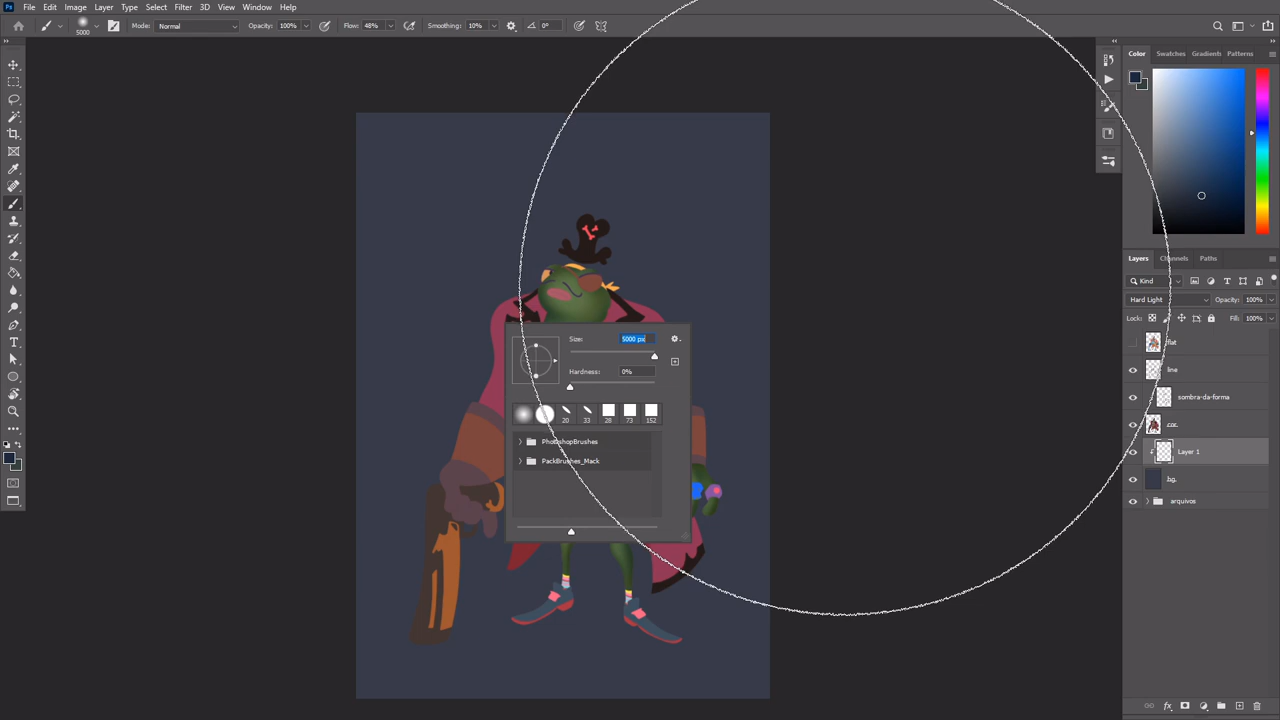 Ps File Edit Image Layer Type Select Filter 3D View Window Help
5000 Mode: Normal Opacity: 100% Flow: 48% Smoothing: 10% 0°
Color Swatches Gradients Patterns
Layers Channels Paths
Kind
Hard Light Opacity: 100%
Lock: Fill: 100%
flat
line
sombra-da-forma
cor.
Layer 1
bg.
arquivos
Size: 5000 px
Hardness: 0%
20 33 28 73 152
PhotoshopBrushes
PackBrushes_Mack
T
fx